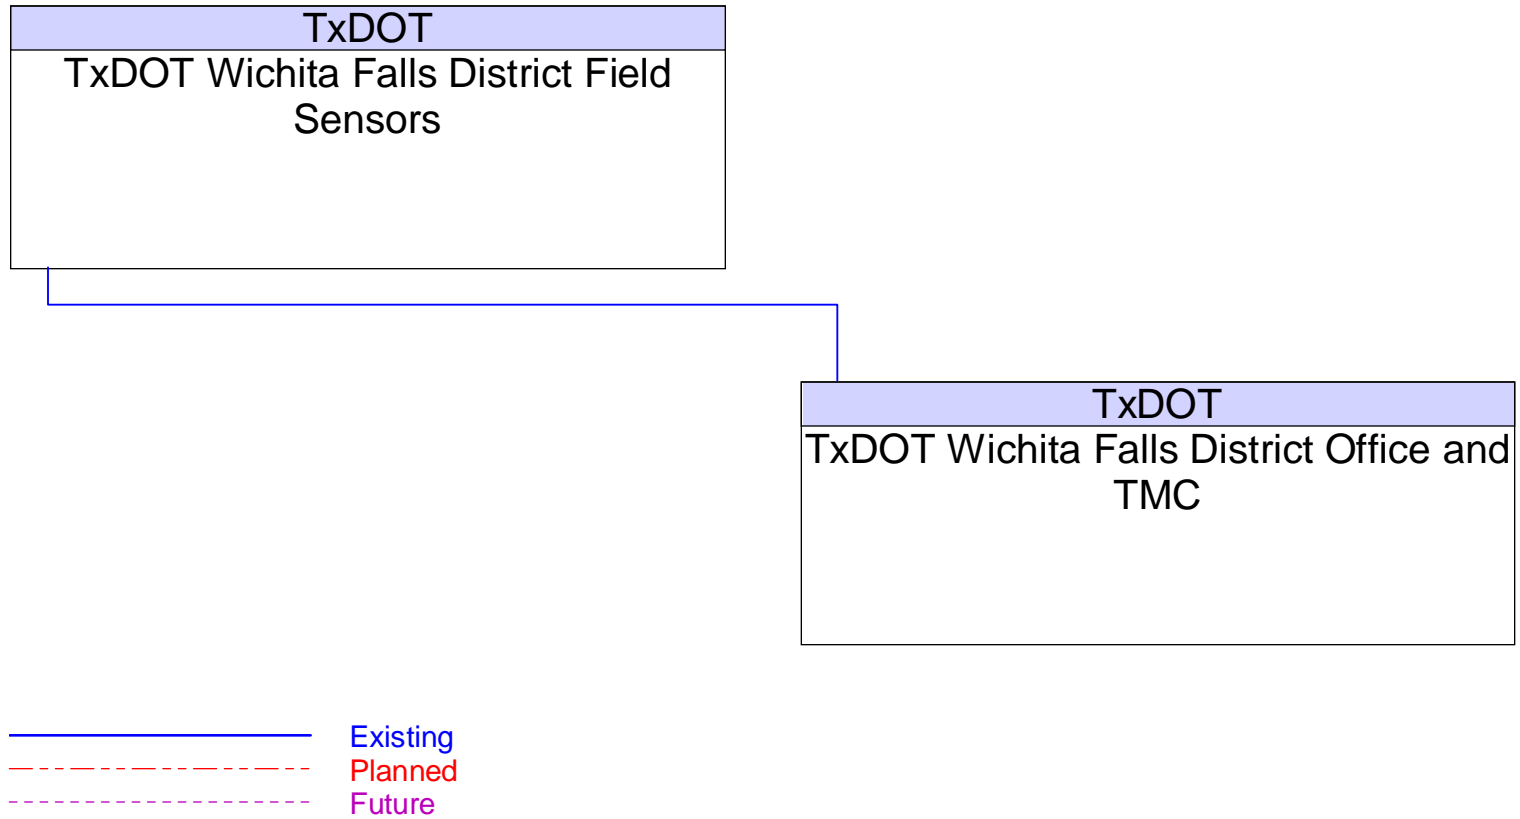 TxDOT
TxDOT Wichita Falls District Field
Sensors
TxDOT
TxDOT Wichita Falls District Office and
TMC
Existing
Planned
Future